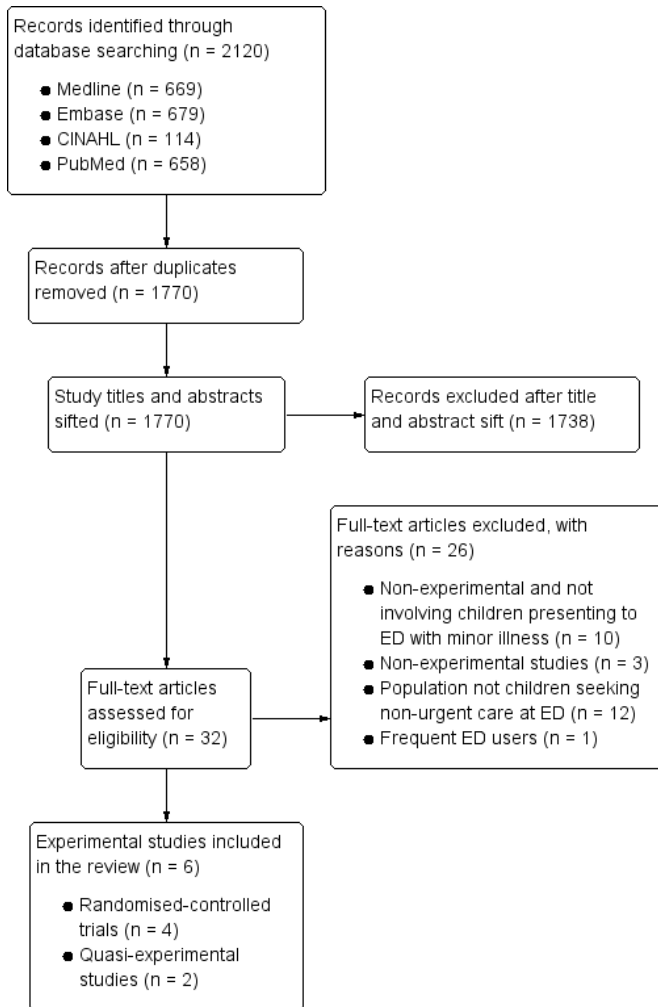 Records identified through
database searching (n = 2120)
● Medline (n = 669)
● Embase (n = 679)
● CINAHL (n = 114)
● PubMed (n = 658)
Records after duplicates
removed (n = 1770)
Study titles and abstracts
sifted (n = 1770)
Records excluded after title
and abstract sift (n = 1738)
Full-text articles excluded, with
reasons (n = 26)
● Non-experimental and not
involving children presenting to
ED with minor illness (n = 10)
● Non-experimental studies (n = 3)
● Population not children seeking
non-urgent care at ED (n = 12)
● Frequent ED users (n = 1)
Full-text articles
assessed for
eligibility (n = 32)
Experimental studies included
in the review (n = 6)
● Randomised-controlled
trials (n = 4)
● Quasi-experimental
studies (n = 2)